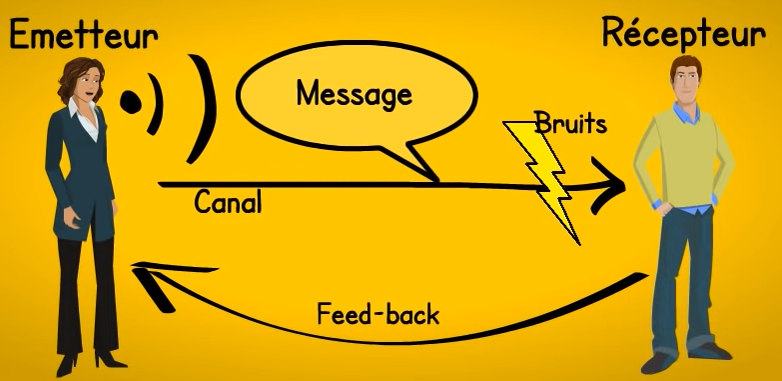 Emetteur
Récepteur
Message
Bruits
Canal
Feed-back